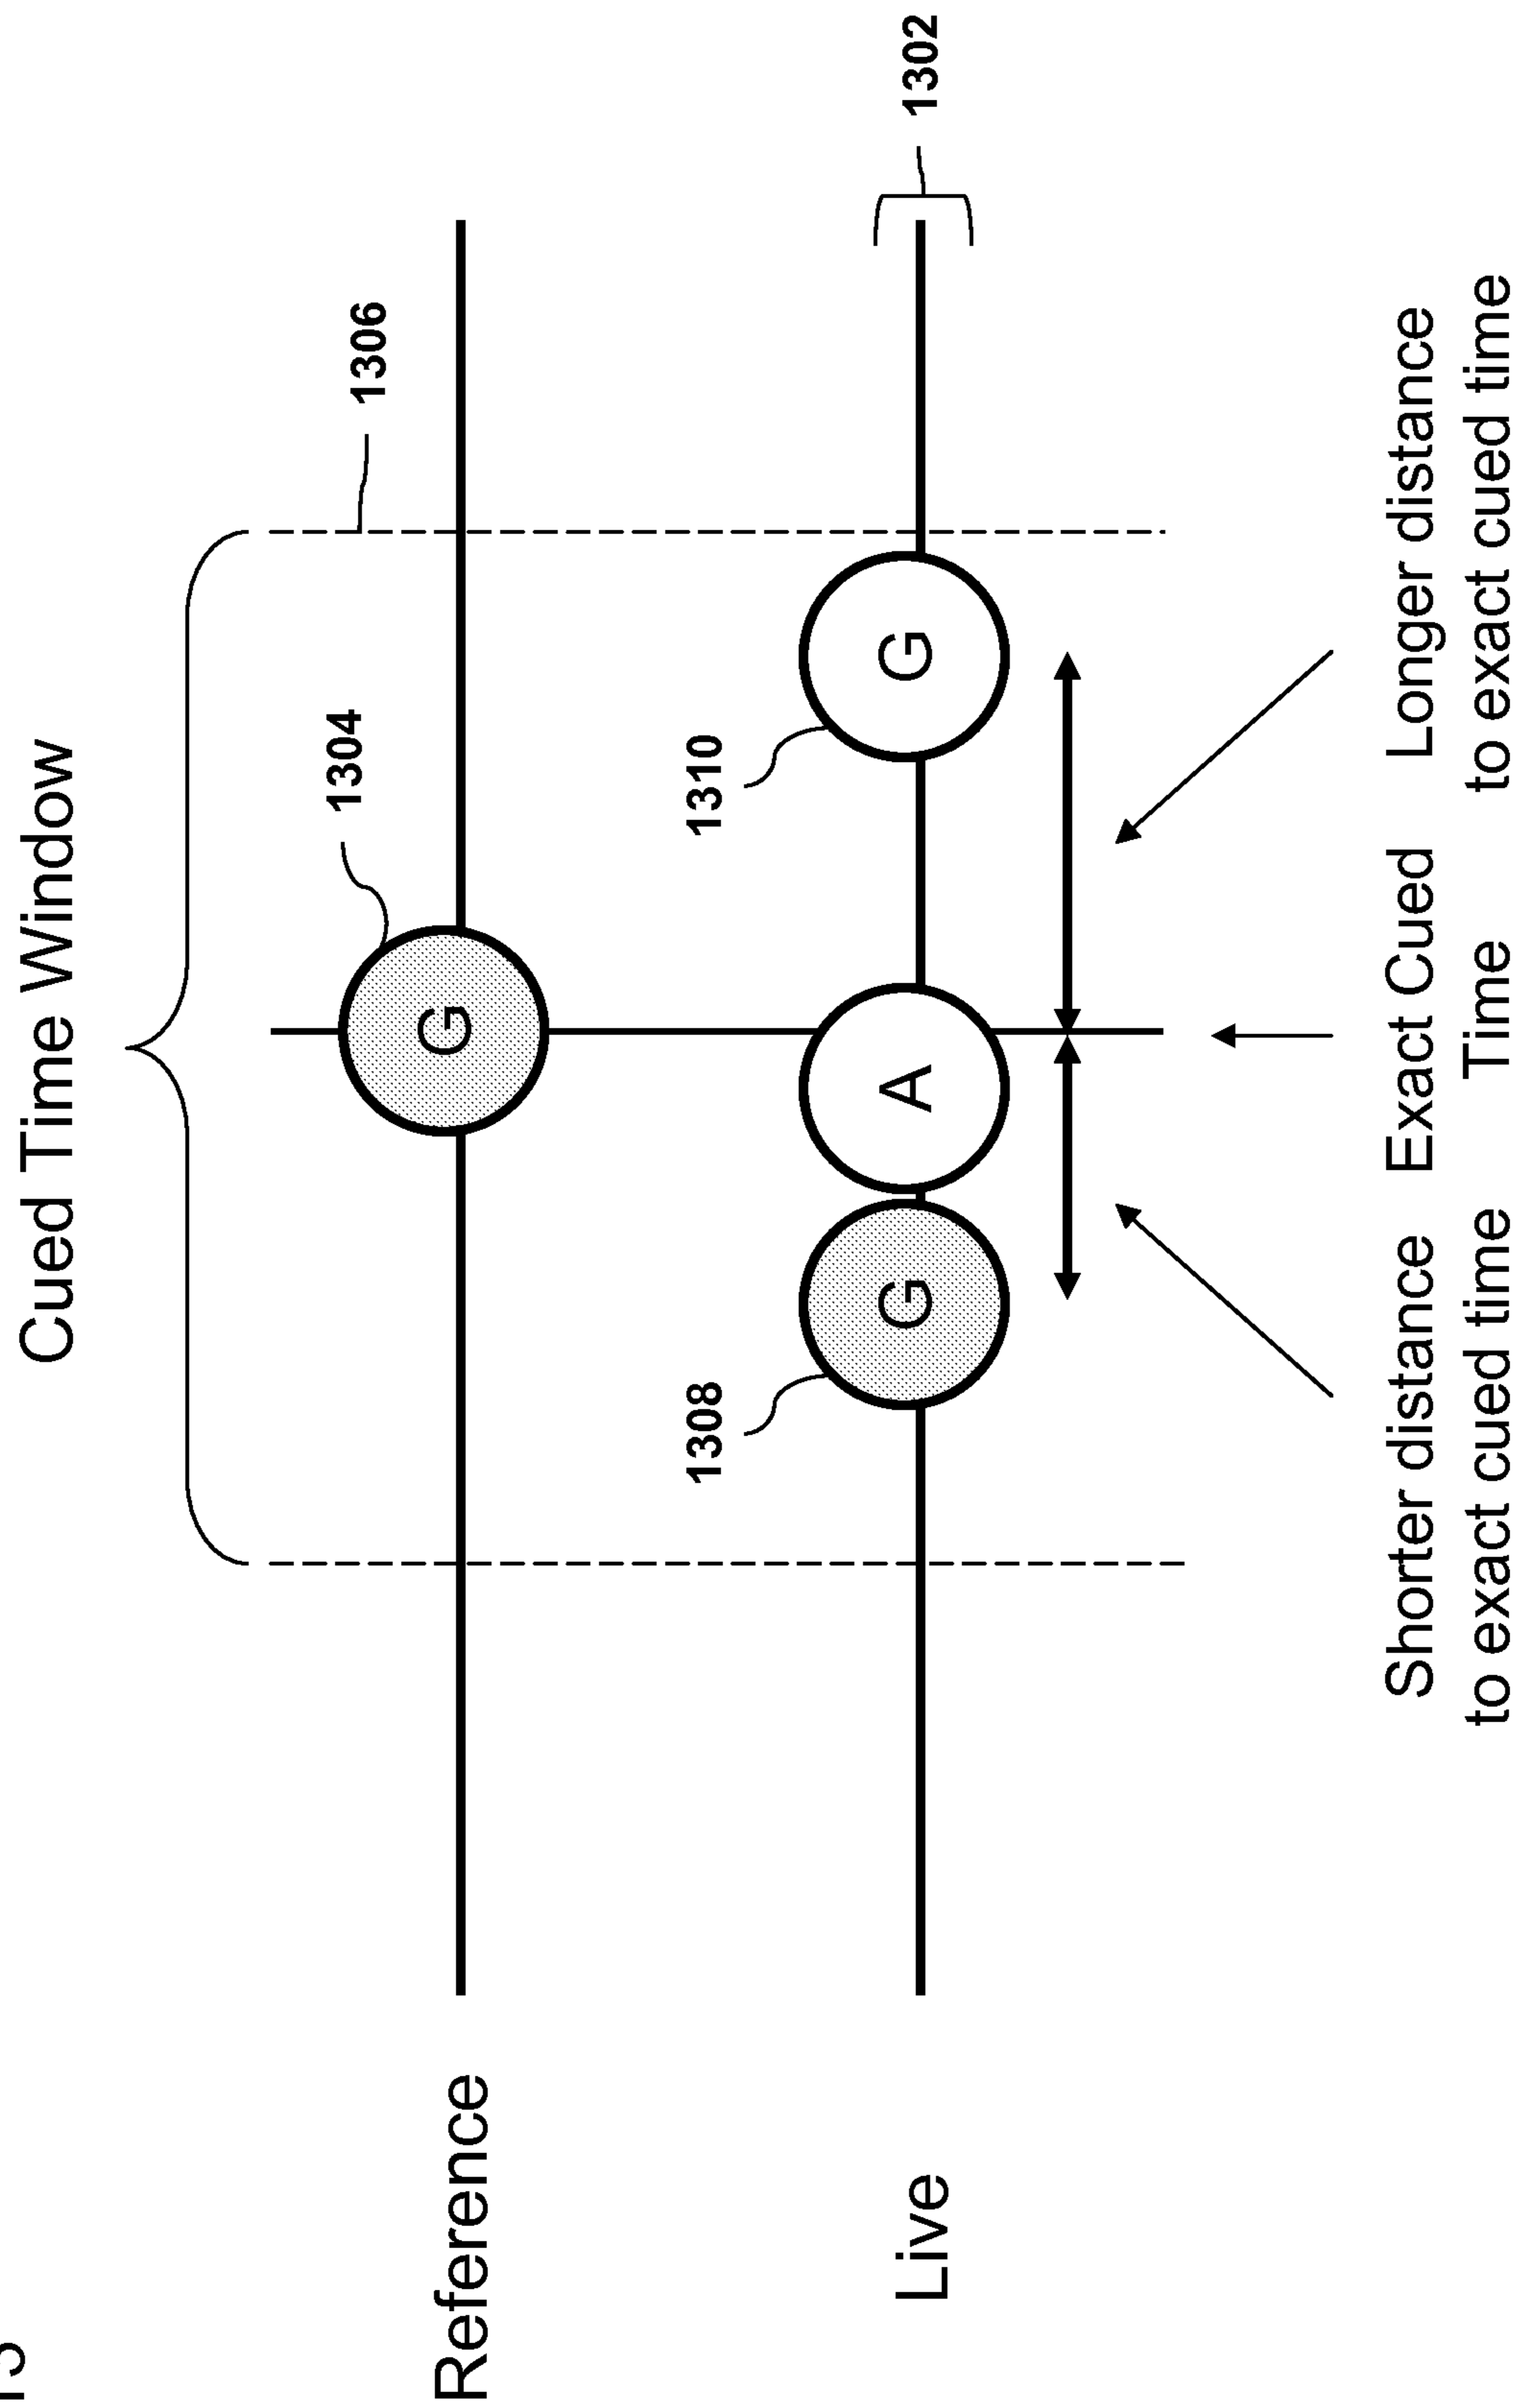 Cued Time Window
1304
1306
Reference
G
1308
1310
Live
G
A
G
1302
Shorter distance
to exact cued time
Exact Cued
Time
Longer distance
to exact cued time